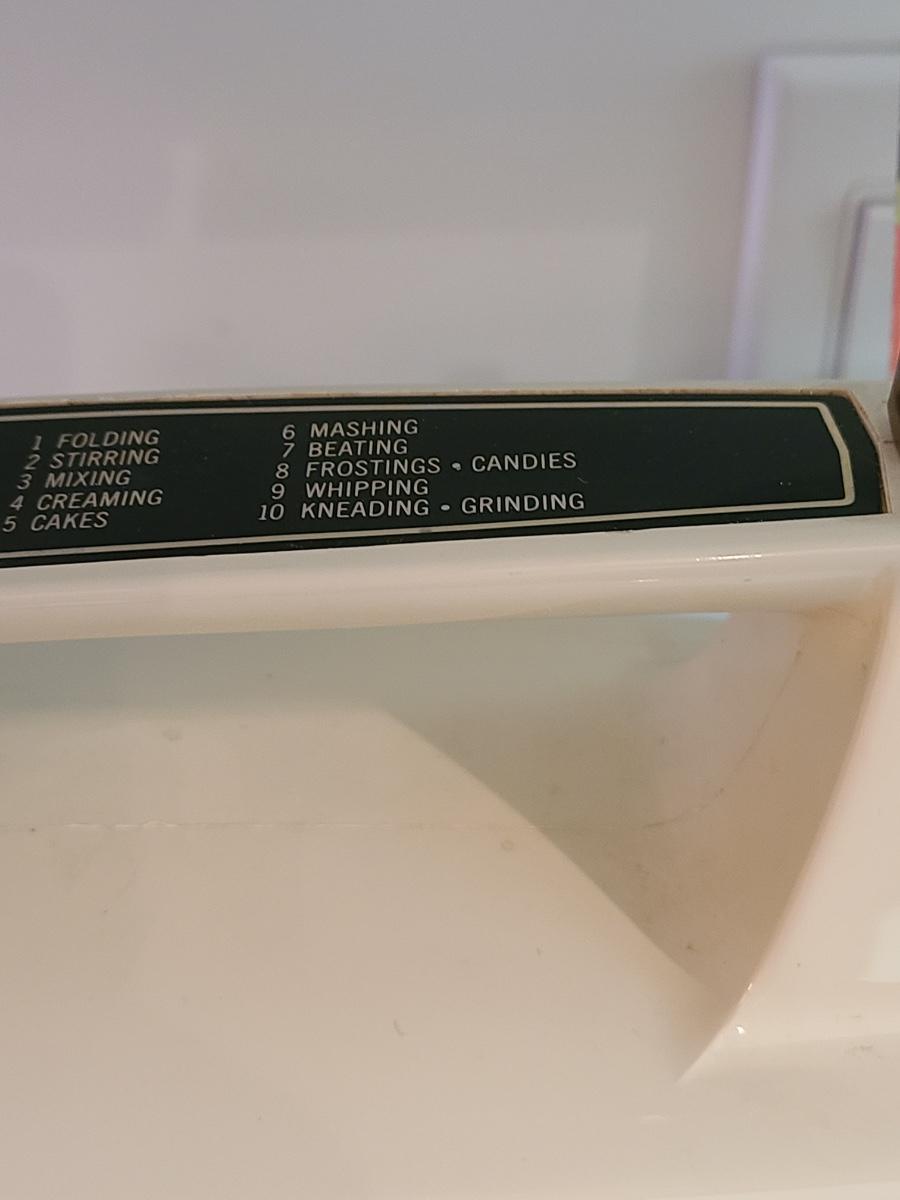 1 FOLDING
2 STIRRING
3 MIXING
4 CREAMING
5 CAKES
6 MASHING
7 BEATING
8 FROSTINGS • CANDIES
9 WHIPPING
10 KNEADING • GRINDING